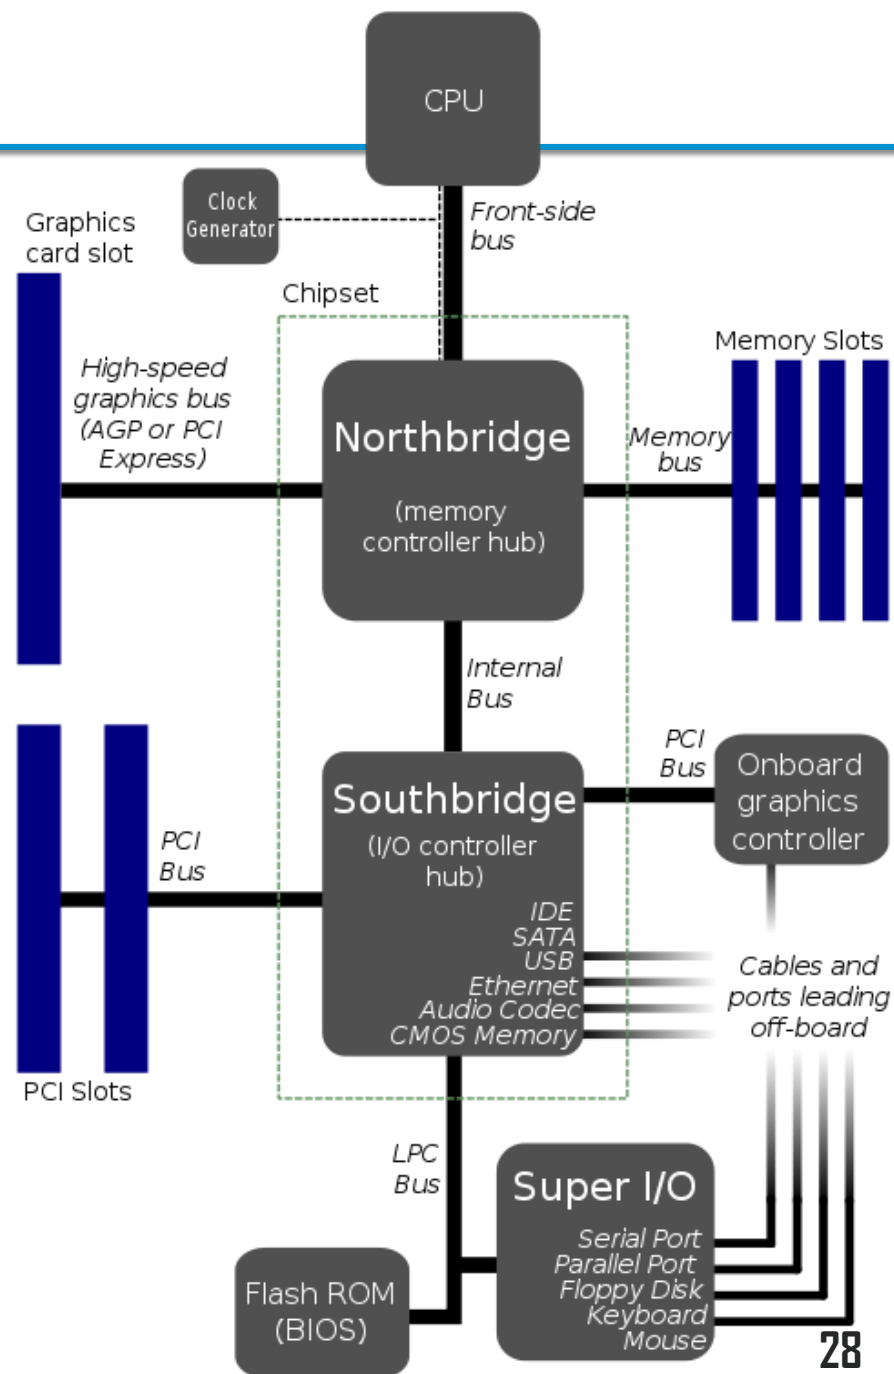 CPU
Clock
Generator
Front-side
bus
Graphics
card slot
Chipset
High-speed
graphics bus
(AGP or PCI
Express)
Northbridge
(memory
controller hub)
Memory Slots
Memory
bus
Internal
Bus
PCI
Bus
Onboard
graphics
controller
Southbridge
(I/O controller
hub)
PCI
Bus
IDE
SATA
USB
Ethernet
Audio Codec
CMOS Memory
Cables and
ports leading
off-board
PCI Slots
LPC
Bus
Super I/O
Serial Port
Parallel Port
Floppy Disk
Keyboard
Mouse
Flash ROM
(BIOS)
28